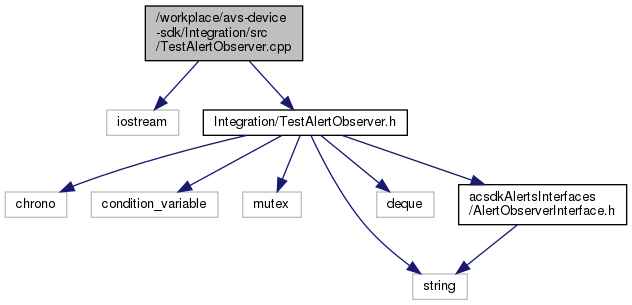 /workplace/avs-device
-sdk/Integration/src
/TestAlertObserver.cpp
iostream
Integration/TestAlertObserver.h
chrono
condition_variable
mutex
deque
acsdkAlertsInterfaces
/AlertObserverInterface.h
string